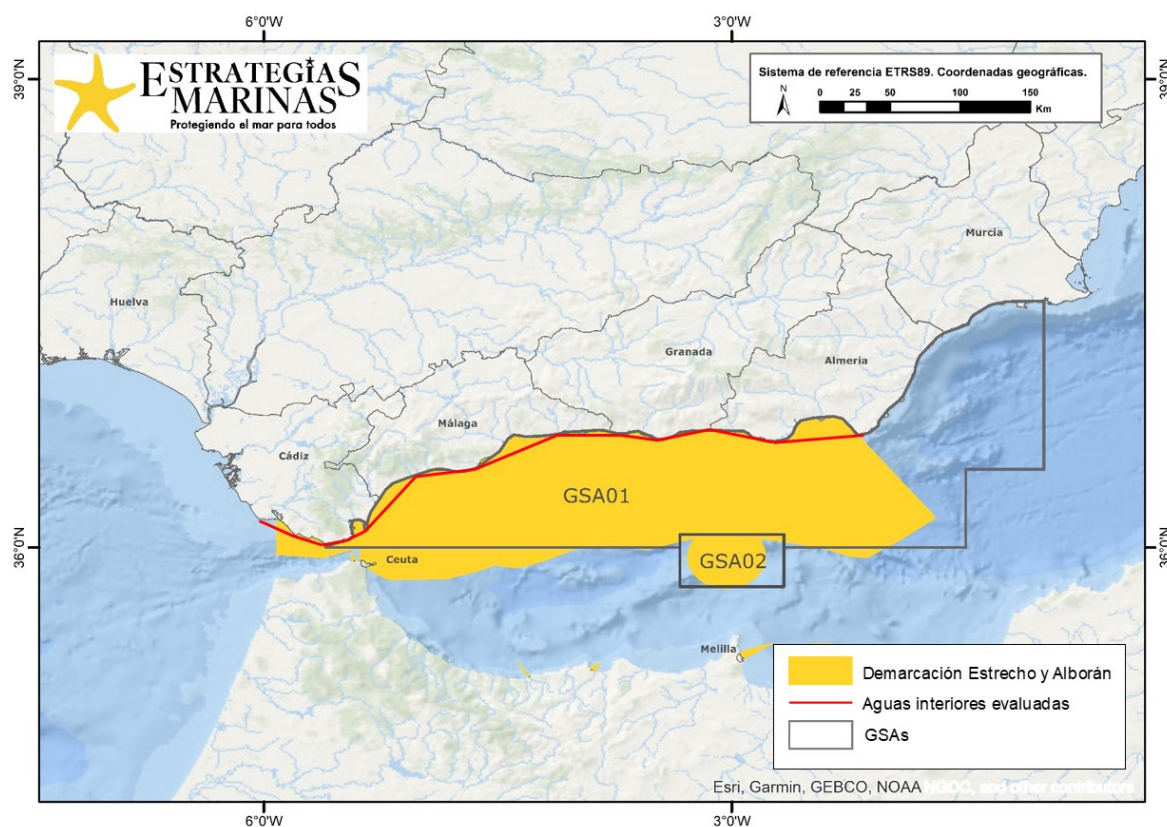 6°0'W 3°0'W
39°0'N 39°0'N
ESTRATEGIAS
MARINAS
Protegiendo el mar para todos
Sistema de referencia ETRS89. Coordenadas geográficas.
N
0 25 50 100 150
Km
Murcia
Huelva
Granada
Almería
Málaga
Cádiz
GSA01
36°0'N 36°0'N
Ceuta
GSA02
Melilla
Demarcación Estrecho y Alborán
Aguas interiores evaluadas
GSAs
Esri, Garmin, GEBCO, NOAA NGDC, and other contributors
6°0'W 3°0'W